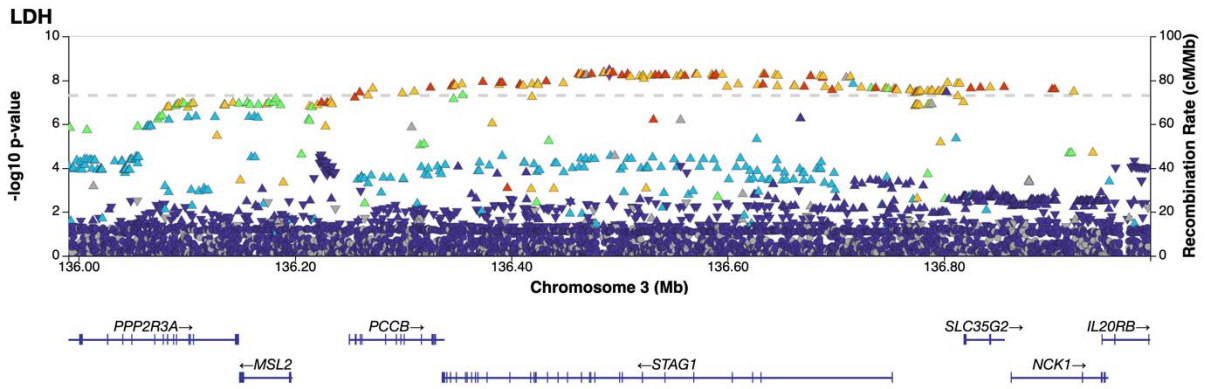 LDH
10 100
8 80
6 60
4 40
2 20
0 0
-log10 p-value
Recombination Rate (cM/Mb)
136.00 136.20 136.40 136.60 136.80
Chromosome 3 (Mb)
PPP2R3A→ PCCB→ SLC35G2→ IL20RB→
←MSL2 ←STAG1 NCK1→